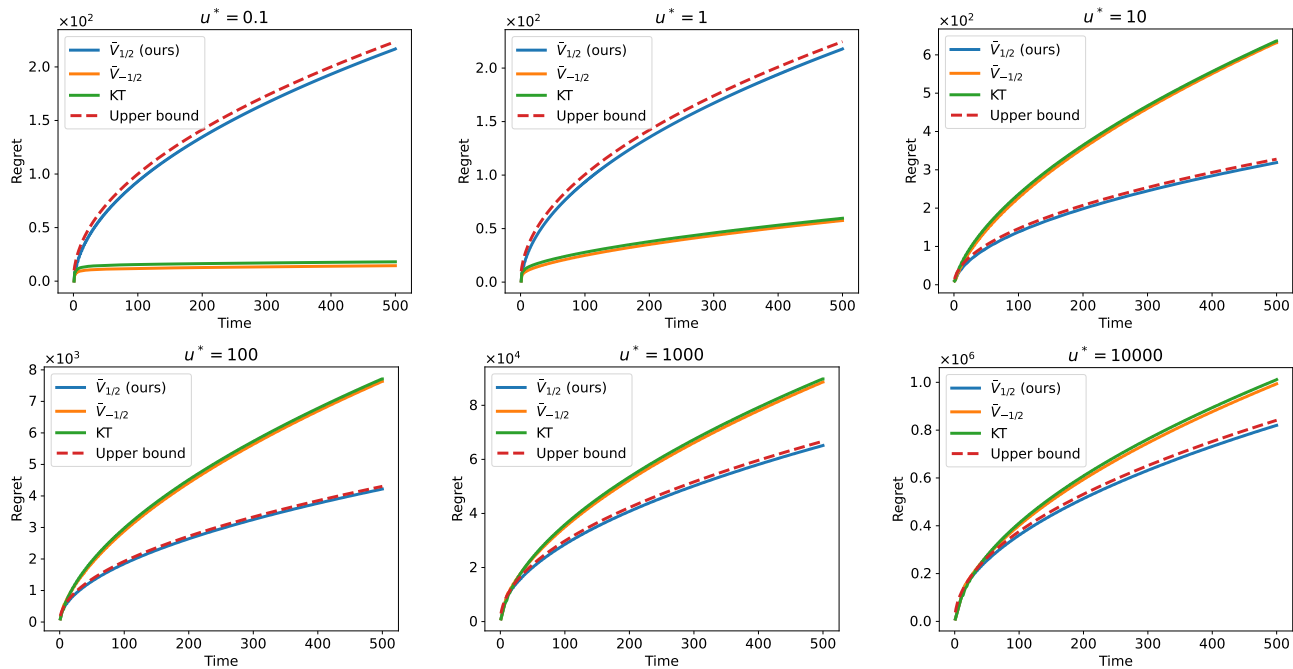 ×10²
u* = 0.1
V̄₁/₂ (ours)
V̄₋₁/₂
KT
Upper bound
Regret
2.0
1.5
1.0
0.5
0.0
0 100 200 300 400 500
Time
×10²
u* = 1
V̄₁/₂ (ours)
V̄₋₁/₂
KT
Upper bound
Regret
2.0
1.5
1.0
0.5
0.0
0 100 200 300 400 500
Time
×10²
u* = 10
V̄₁/₂ (ours)
V̄₋₁/₂
KT
Upper bound
Regret
6
4
2
0
0 100 200 300 400 500
Time
×10³
u* = 100
V̄₁/₂ (ours)
V̄₋₁/₂
KT
Upper bound
Regret
8
7
6
5
4
3
2
1
0
0 100 200 300 400 500
Time
×10⁴
u* = 1000
V̄₁/₂ (ours)
V̄₋₁/₂
KT
Upper bound
Regret
8
6
4
2
0
0 100 200 300 400 500
Time
×10⁶
u* = 10000
V̄₁/₂ (ours)
V̄₋₁/₂
KT
Upper bound
Regret
1.0
0.8
0.6
0.4
0.2
0.0
0 100 200 300 400 500
Time